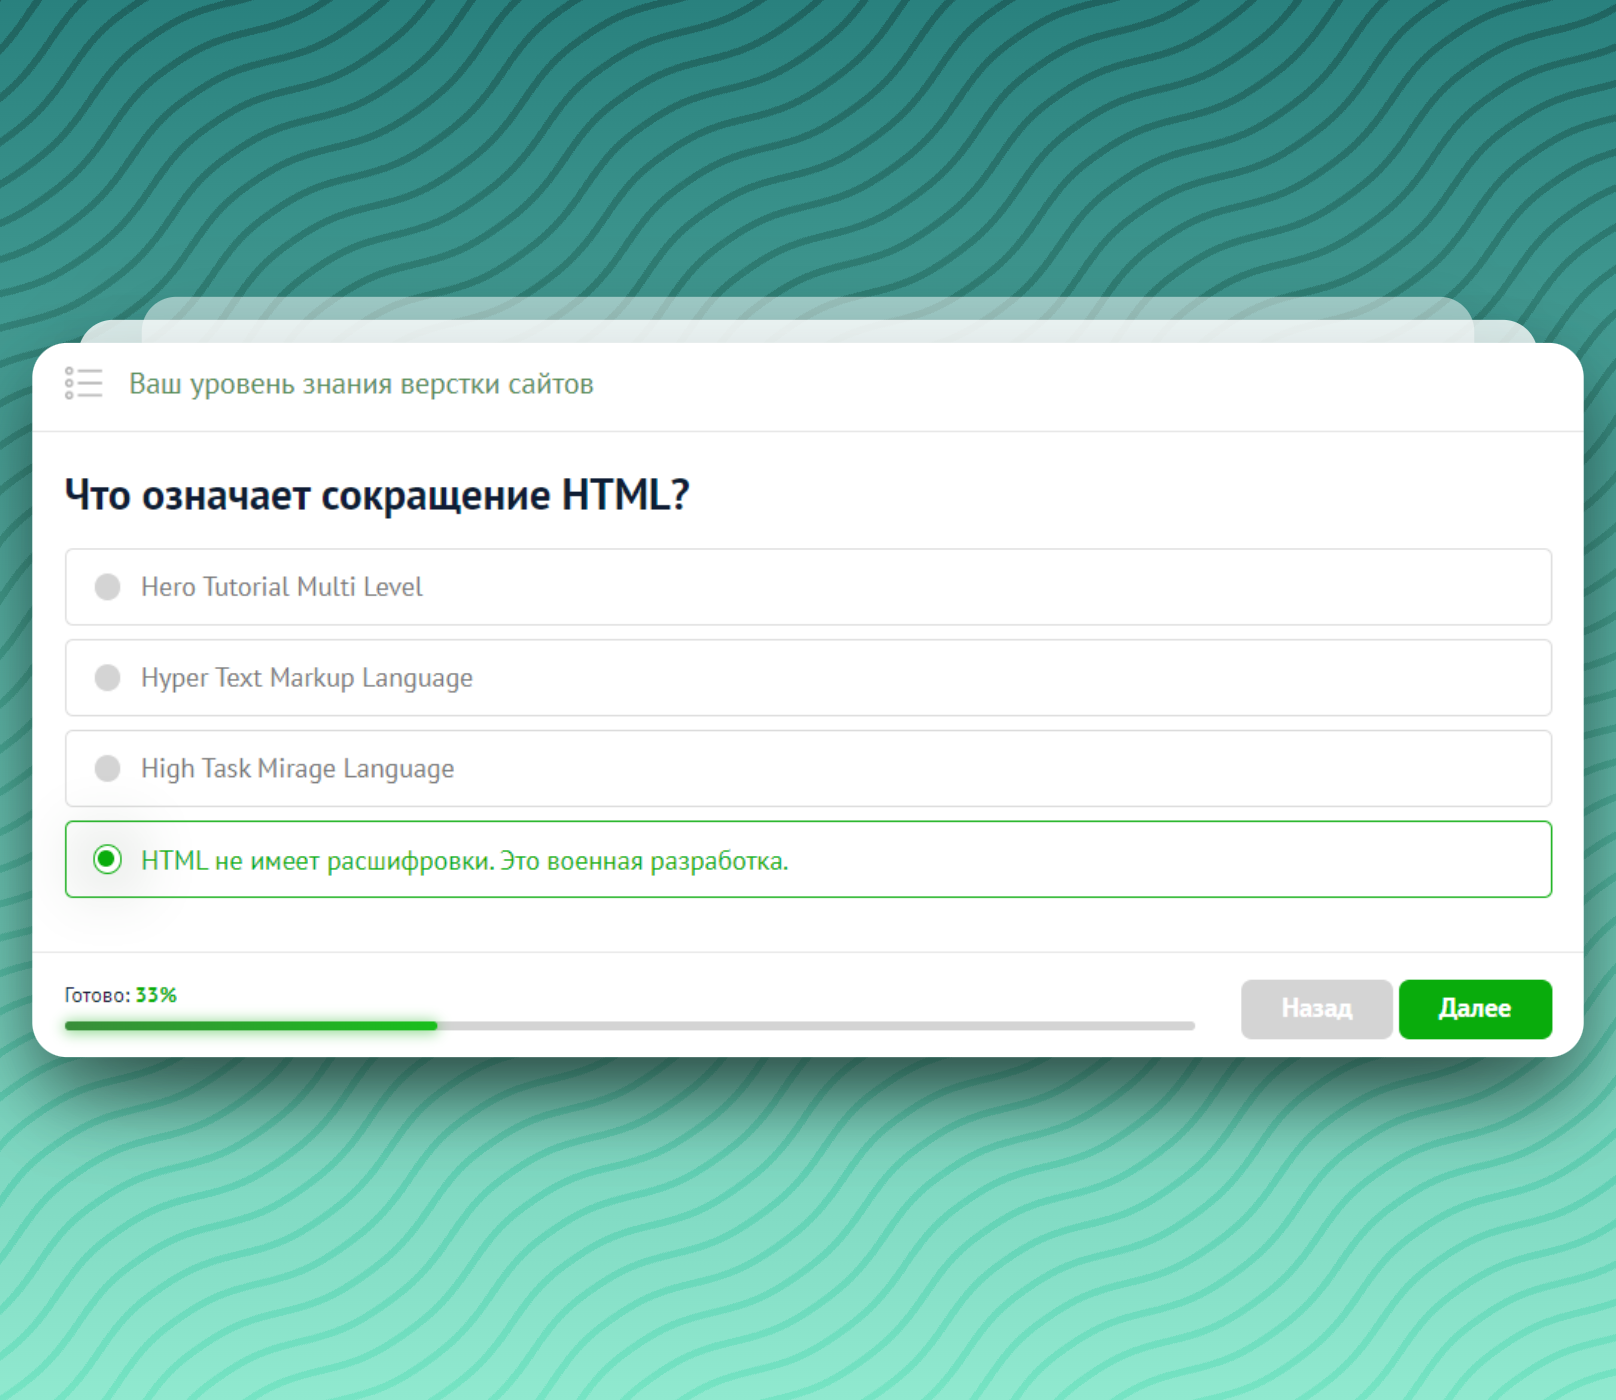 Ваш уровень знания верстки сайтов
Что означает сокращение HTML?
Hero Tutorial Multi Level
Hyper Text Markup Language
High Task Mirage Language
HTML не имеет расшифровки. Это военная разработка.
Готово: 33%
Назад
Далее